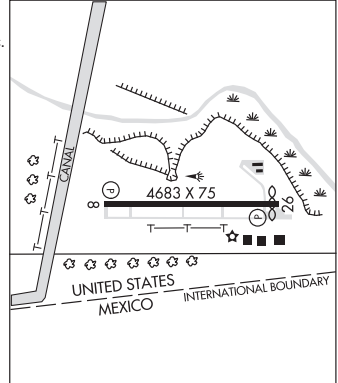 CANAL
P
4683 X 75
8
26
P
T T T
T T T
UNITED STATES
MEXICO
INTERNATIONAL BOUNDARY